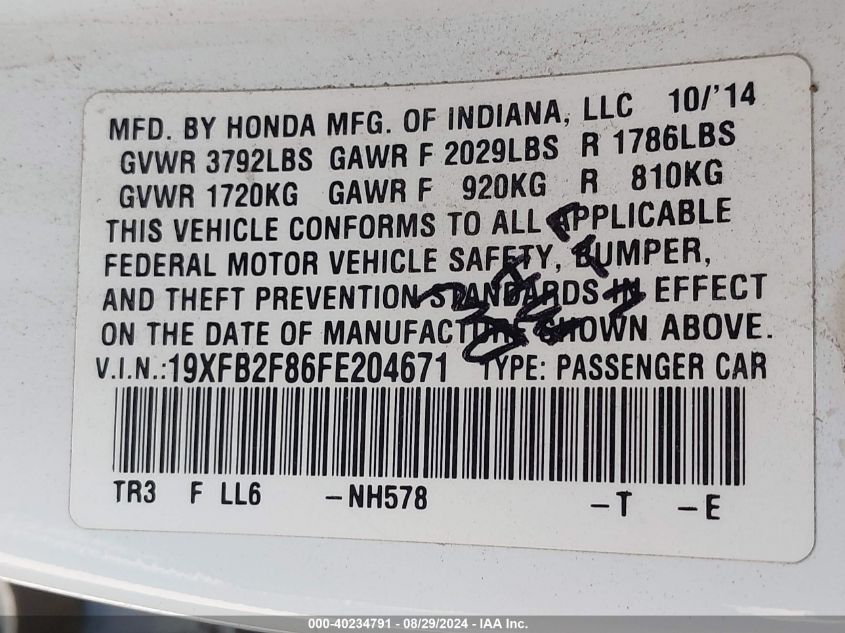 MFD. BY HONDA MFG. OF INDIANA, LLC 10/'14
GVWR 3792LBS GAWR F 2029LBS R 1786LBS
GVWR 1720KG GAWR F 920KG R 810KG
THIS VEHICLE CONFORMS TO ALL APPLICABLE
FEDERAL MOTOR VEHICLE SAFETY, BUMPER,
AND THEFT PREVENTION STANDARDS IN EFFECT
ON THE DATE OF MANUFACTURE SHOWN ABOVE.
V.I.N.:19XFB2F86FE204671 TYPE: PASSENGER CAR
TR3 F LL6 -NH578 -T -E
000-40234791 - 08/29/2024 - IAA Inc.